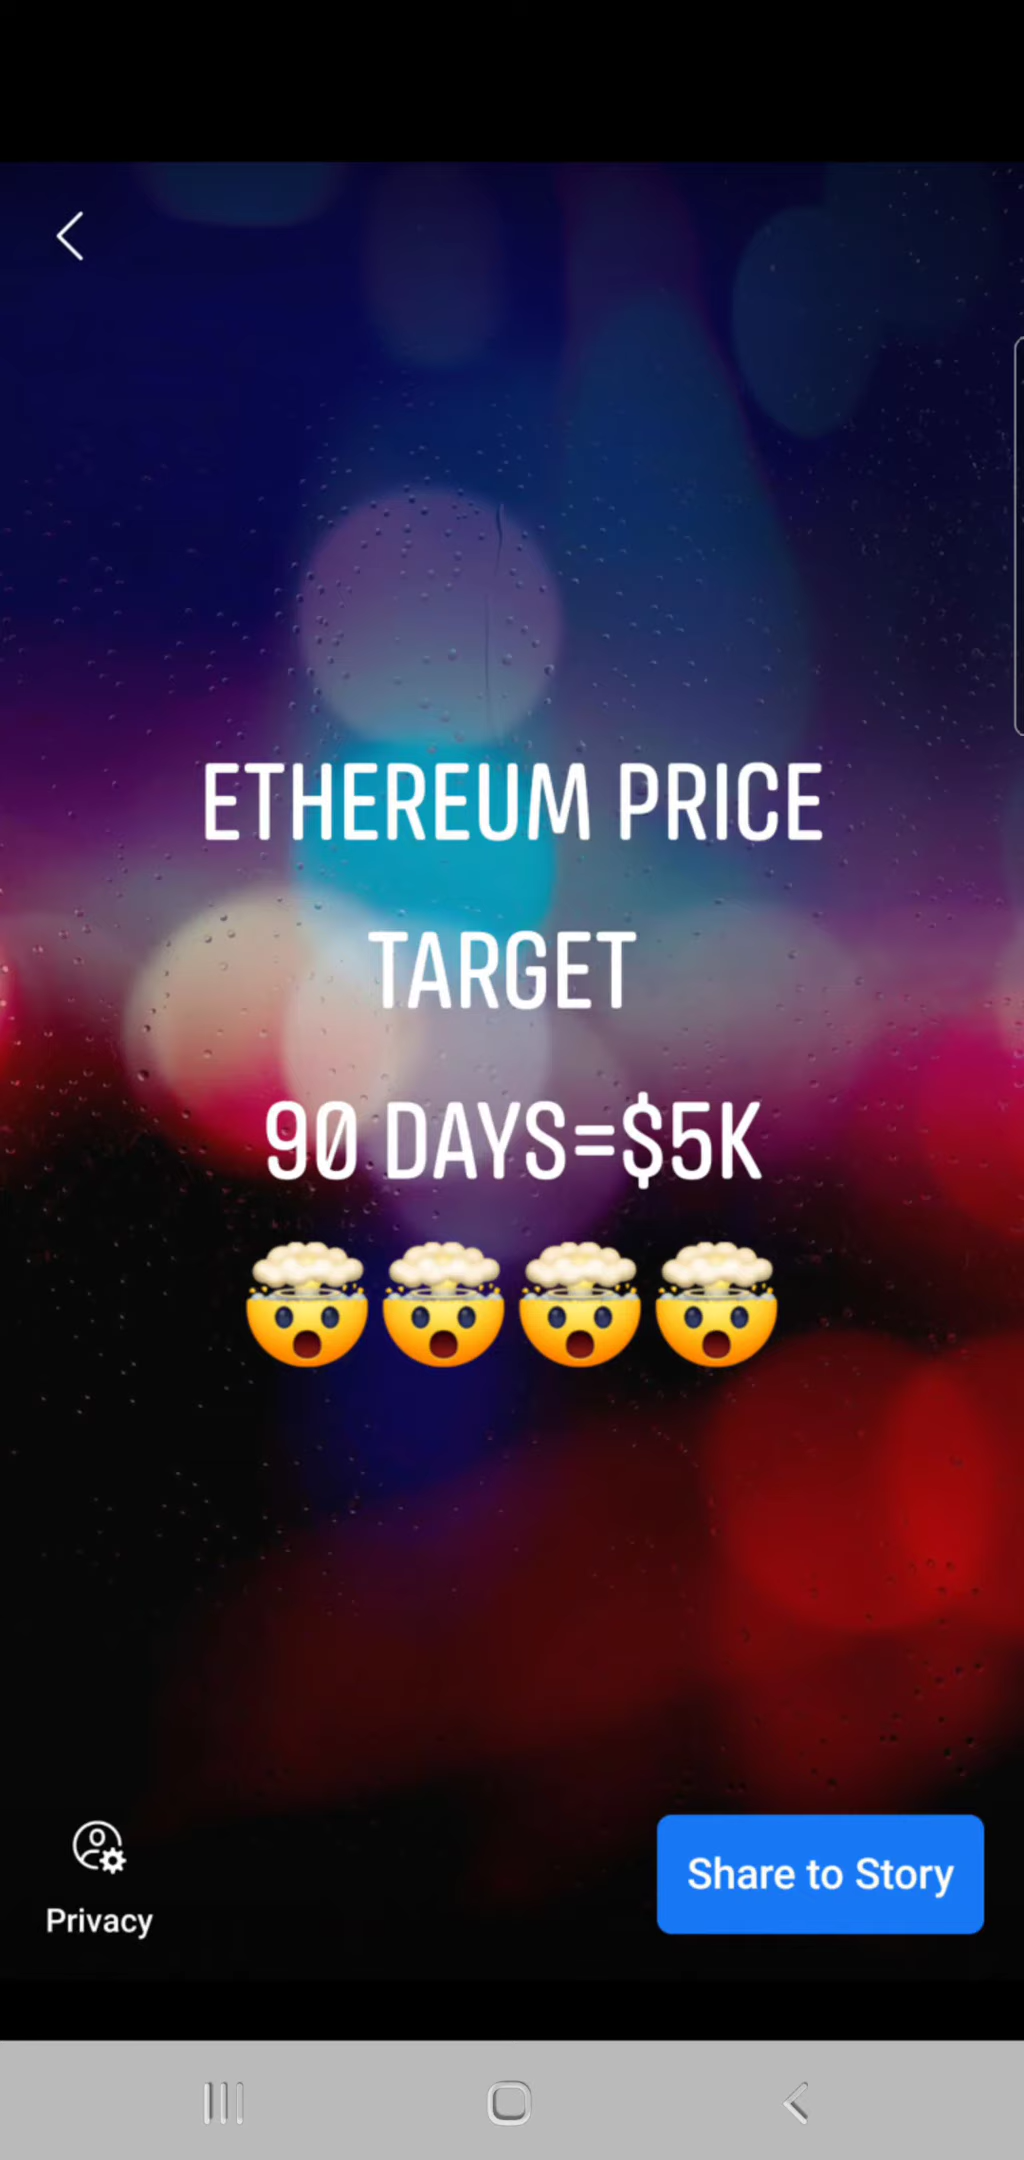 ETHEREUM PRICE
TARGET
90 DAYS=$5K
🤯🤯🤯🤯
Privacy
Share to Story